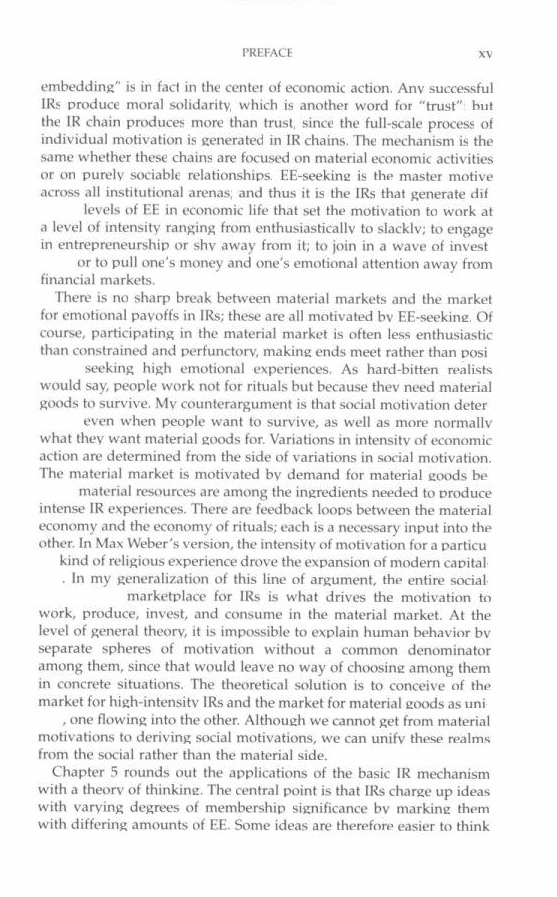 PREFACE xv
embedding" is in fact in the center of economic action. Any successful
IRs produce moral solidarity, which is another word for "trust"; but
the IR chain produces more than trust, since the full-scale process of
individual motivation is generated in IR chains. The mechanism is the
same whether these chains are focused on material economic activities
or on purely sociable relationships. EE-seeking is the master motive
across all institutional arenas; and thus it is the IRs that generate dif
levels of EE in economic life that set the motivation to work at
a level of intensity ranging from enthusiastically to slackly; to engage
in entrepreneurship or shy away from it; to join in a wave of invest
or to pull one's money and one's emotional attention away from
financial markets.
There is no sharp break between material markets and the market
for emotional payoffs in IRs; these are all motivated by EE-seeking. Of
course, participating in the material market is often less enthusiastic
than constrained and perfunctory, making ends meet rather than posi
seeking high emotional experiences. As hard-bitten realists
would say, people work not for rituals but because they need material
goods to survive. My counterargument is that social motivation deter
even when people want to survive, as well as more normally
what they want material goods for. Variations in intensity of economic
action are determined from the side of variations in social motivation.
The material market is motivated by demand for material goods be
material resources are among the ingredients needed to produce
intense IR experiences. There are feedback loops between the material
economy and the economy of rituals; each is a necessary input into the
other. In Max Weber's version, the intensity of motivation for a particu
kind of religious experience drove the expansion of modern capital-
. In my generalization of this line of argument, the entire social-
marketplace for IRs is what drives the motivation to
work, produce, invest, and consume in the material market. At the
level of general theory, it is impossible to explain human behavior by
separate spheres of motivation without a common denominator
among them, since that would leave no way of choosing among them
in concrete situations. The theoretical solution is to conceive of the
market for high-intensity IRs and the market for material goods as uni
, one flowing into the other. Although we cannot get from material
motivations to deriving social motivations, we can unify these realms
from the social rather than the material side.
Chapter 5 rounds out the applications of the basic IR mechanism
with a theory of thinking. The central point is that IRs charge up ideas
with varying degrees of membership significance by marking them
with differing amounts of EE. Some ideas are therefore easier to think